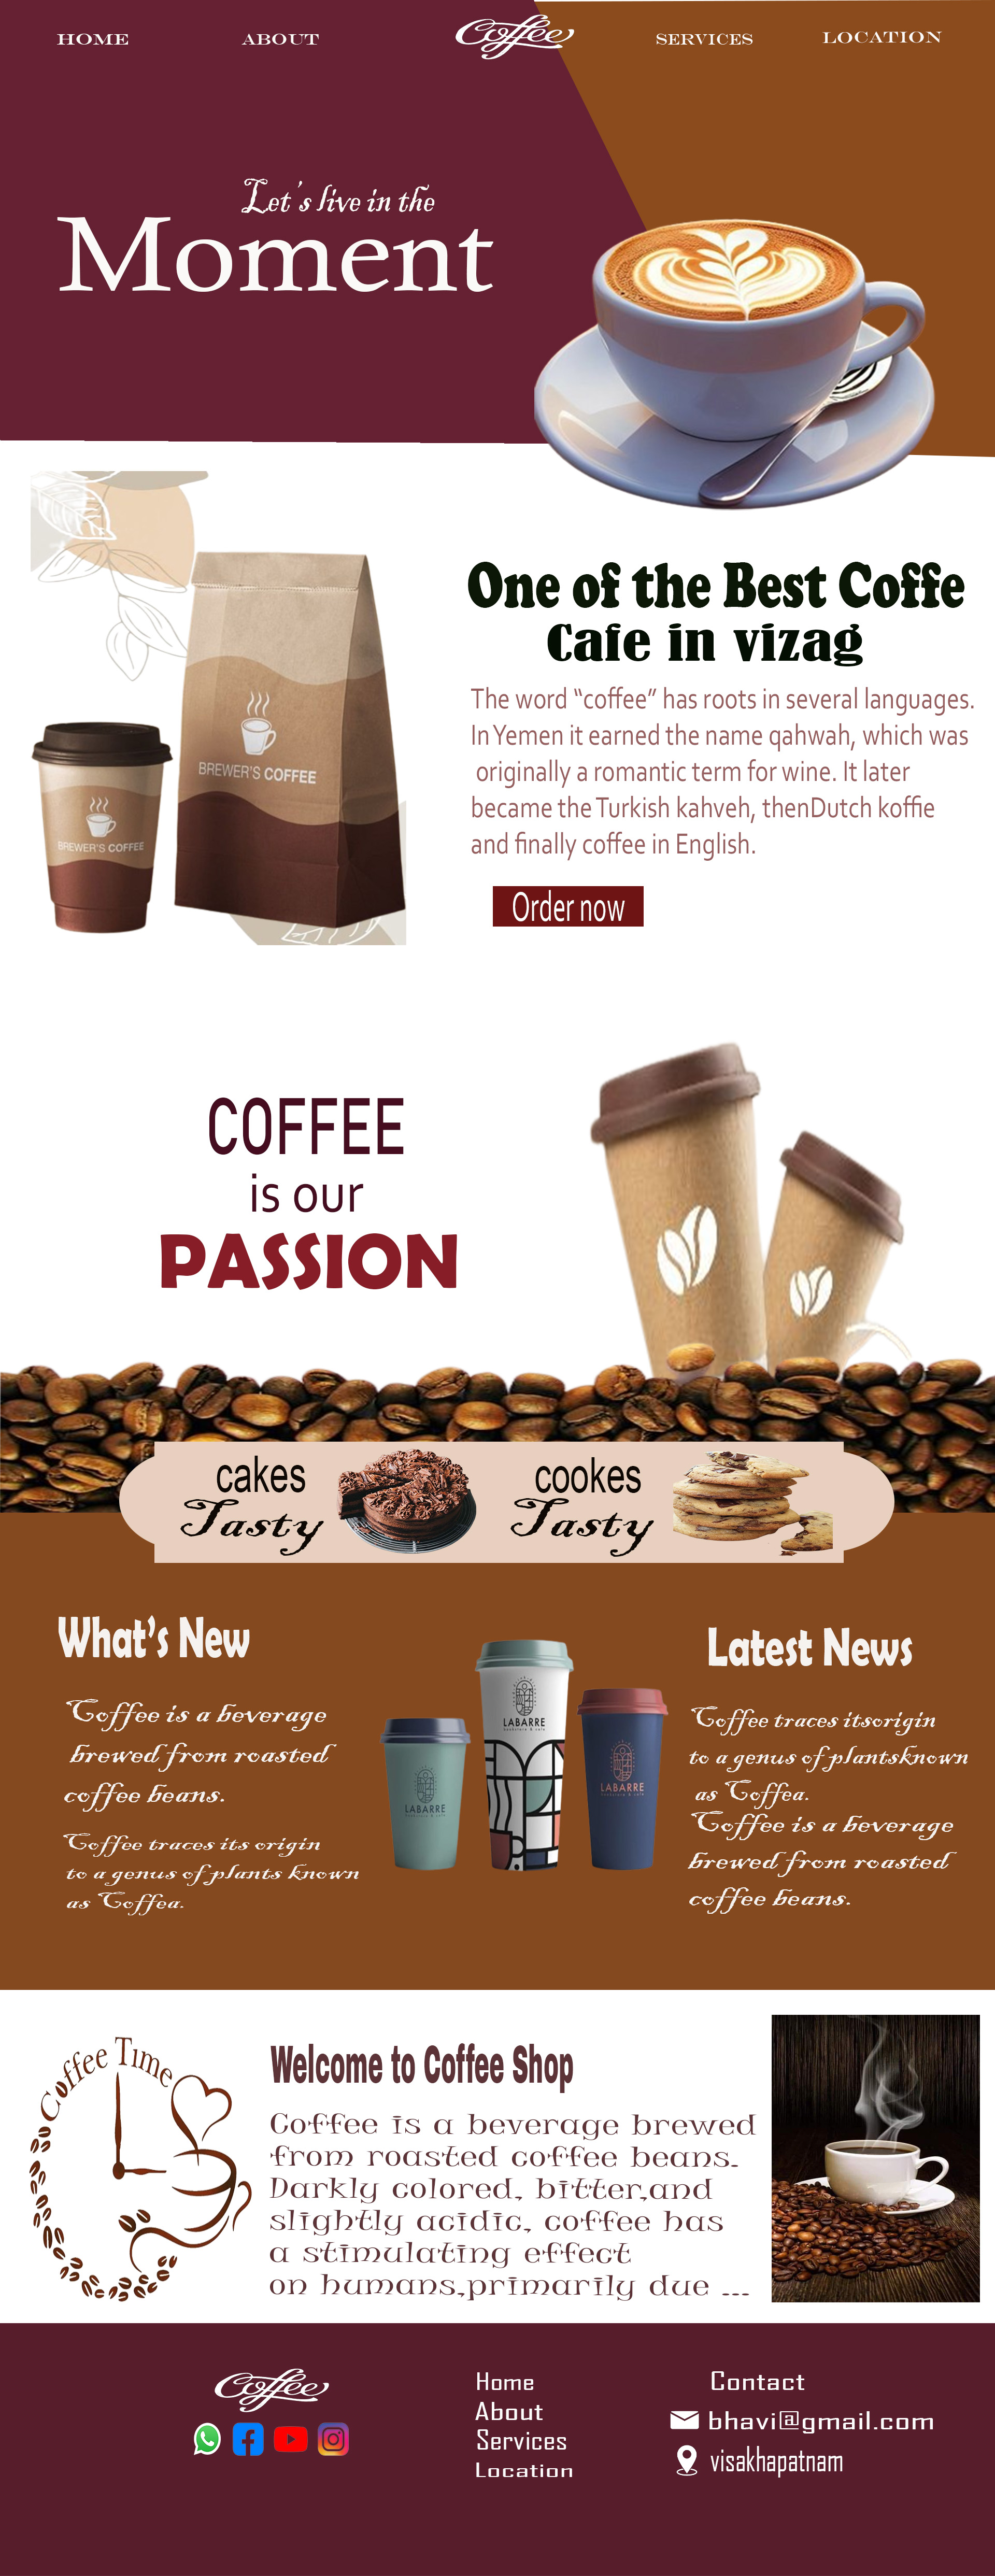 HOME
ABOUT
Coffee
SERVICES
LOCATION
Let's live in the
Moment
One of the Best Coffe
Cafe in vizag
The word “coffee” has roots in several languages.
In Yemen it earned the name qahwah, which was
originally a romantic term for wine. It later
became the Turkish kahveh, thenDutch koffie
and finally coffee in English.
BREWER'S COFFEE
BREWER'S COFFEE
Order now
COFFEE
is our
PASSION
cakes
Tasty
cookes
Tasty
What's New
Coffee is a beverage
brewed from roasted
coffee beans.
Coffee traces its origin
to a genus of plants known
as Coffea.
LABARRE
LABARRE
LABARRE
Latest News
Coffee traces itsorigin
to a genus of plantsknown
as Coffea.
Coffee is a beverage
brewed from roasted
coffee beans.
Coffee Time
Welcome to Coffee Shop
Coffee is a beverage brewed
from roasted coffee beans.
Darkly colored, bitter,and
slightly acidic, coffee has
a stimulating effect
on humans,primarily due ...
Coffee
Home
About
Services
Location
Contact
bhavi@gmail.com
visakhapatnam